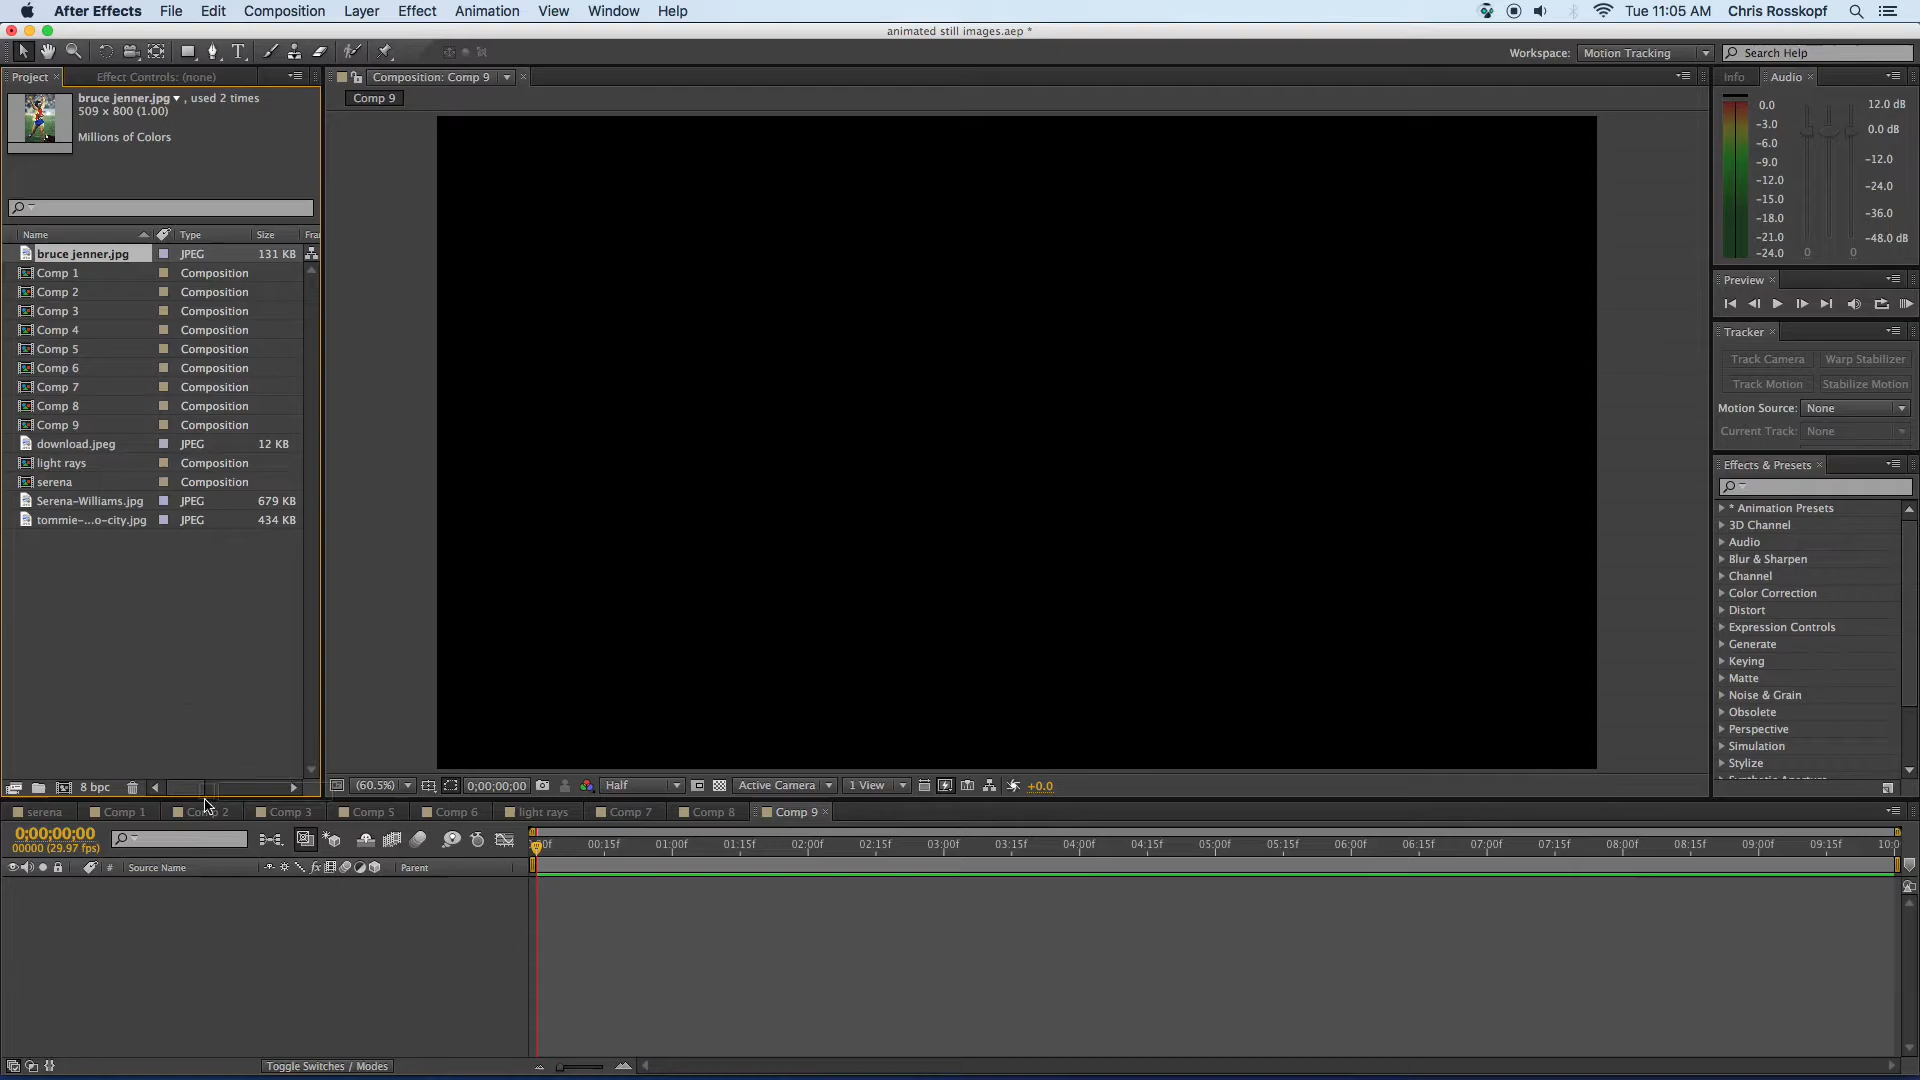 After Effects File Edit Composition Layer Effect Animation View Window Help Tue 11:05 AM Chris Rosskopf
animated still images.aep *
Workspace: Motion Tracking Search Help
Project × Effect Controls: (none) Composition: Comp 9 × Info Audio ×
bruce jenner.jpg ▾ , used 2 times
509 x 800 (1.00)
Millions of Colors
Comp 9
0.0 12.0 dB
-3.0 0.0 dB
-6.0
-9.0 -12.0
-12.0 -24.0
-15.0
-18.0 -36.0
-21.0 -48.0 dB
-24.0 0 0
Name Type Size Fra
bruce jenner.jpg JPEG 131 KB
Comp 1 Composition
Comp 2 Composition
Comp 3 Composition
Comp 4 Composition
Comp 5 Composition
Comp 6 Composition
Comp 7 Composition
Comp 8 Composition
Comp 9 Composition
download.jpeg JPEG 12 KB
light rays Composition
serena Composition
Serena-Williams.jpg JPEG 679 KB
tommie-...o-city.jpg JPEG 434 KB
Preview ×
Tracker ×
Track Camera Warp Stabilizer
Track Motion Stabilize Motion
Motion Source: None
Current Track: None
Effects & Presets ×
* Animation Presets
3D Channel
Audio
Blur & Sharpen
Channel
Color Correction
Distort
Expression Controls
Generate
Keying
Matte
Noise & Grain
Obsolete
Perspective
Simulation
Stylize
8 bpc (60.5%) 0;00;00;00 Half Active Camera 1 View +0.0
serena Comp 1 Comp 2 Comp 3 Comp 5 Comp 6 light rays Comp 7 Comp 8 Comp 9 ×
0;00;00;00
00000 (29.97 fps)
:00f 00:15f 01:00f 01:15f 02:00f 02:15f 03:00f 03:15f 04:00f 04:15f 05:00f 05:15f 06:00f 06:15f 07:00f 07:15f 08:00f 08:15f 09:00f 09:15f 10:0
# Source Name fx Parent
Toggle Switches / Modes